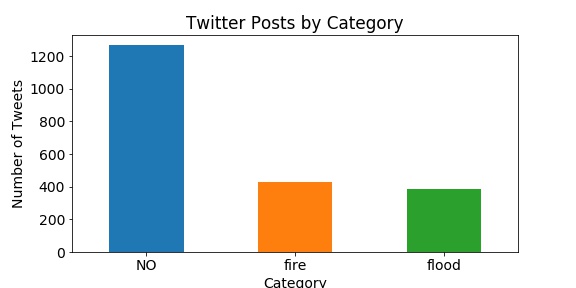 Twitter Posts by Category
Number of Tweets
1200
1000
800
600
400
200
0
NO fire flood
Category